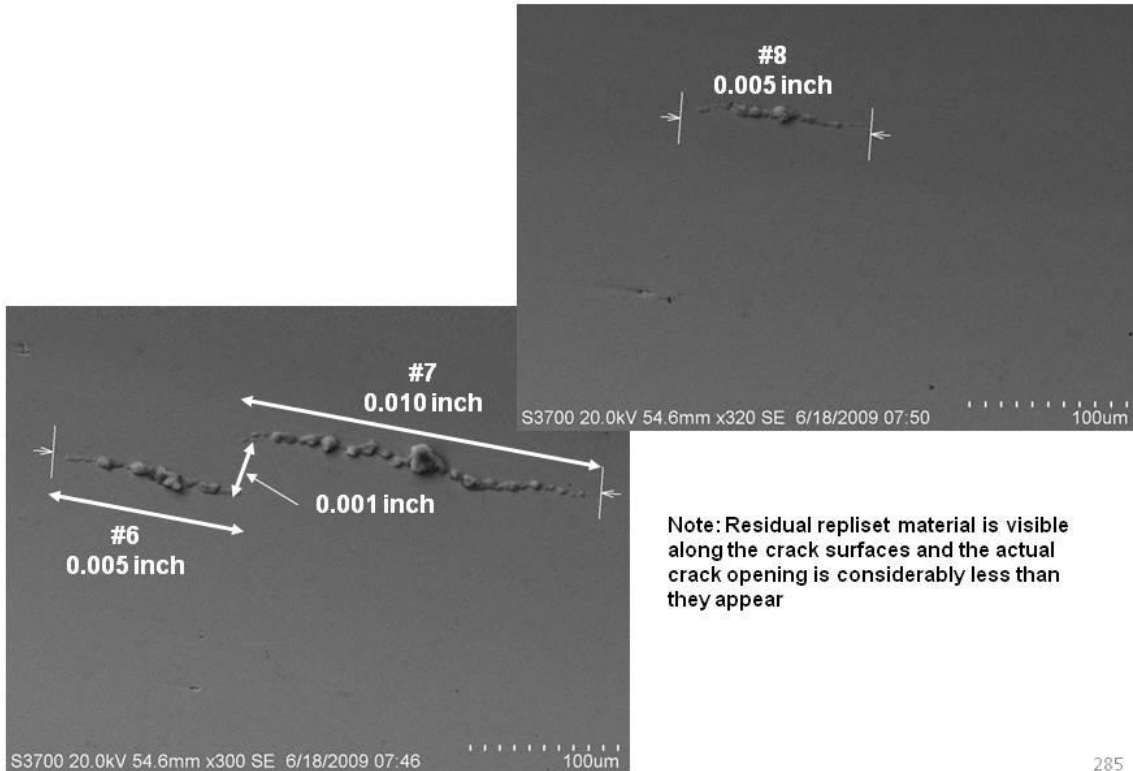 #8
0.005 inch
S3700 20.0kV 54.6mm x320 SE 6/18/2009 07:50
100um
#7
0.010 inch
0.001 inch
#6
0.005 inch
S3700 20.0kV 54.6mm x300 SE 6/18/2009 07:46
100um
Note: Residual repliset material is visible
along the crack surfaces and the actual
crack opening is considerably less than
they appear
285